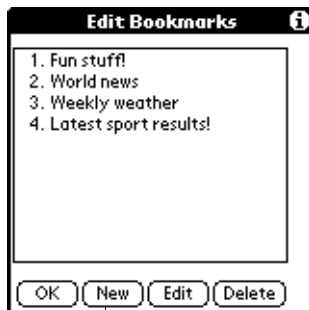 Edit Bookmarks i
1. Fun stuff!
2. World news
3. Weekly weather
4. Latest sport results!
OK New Edit Delete